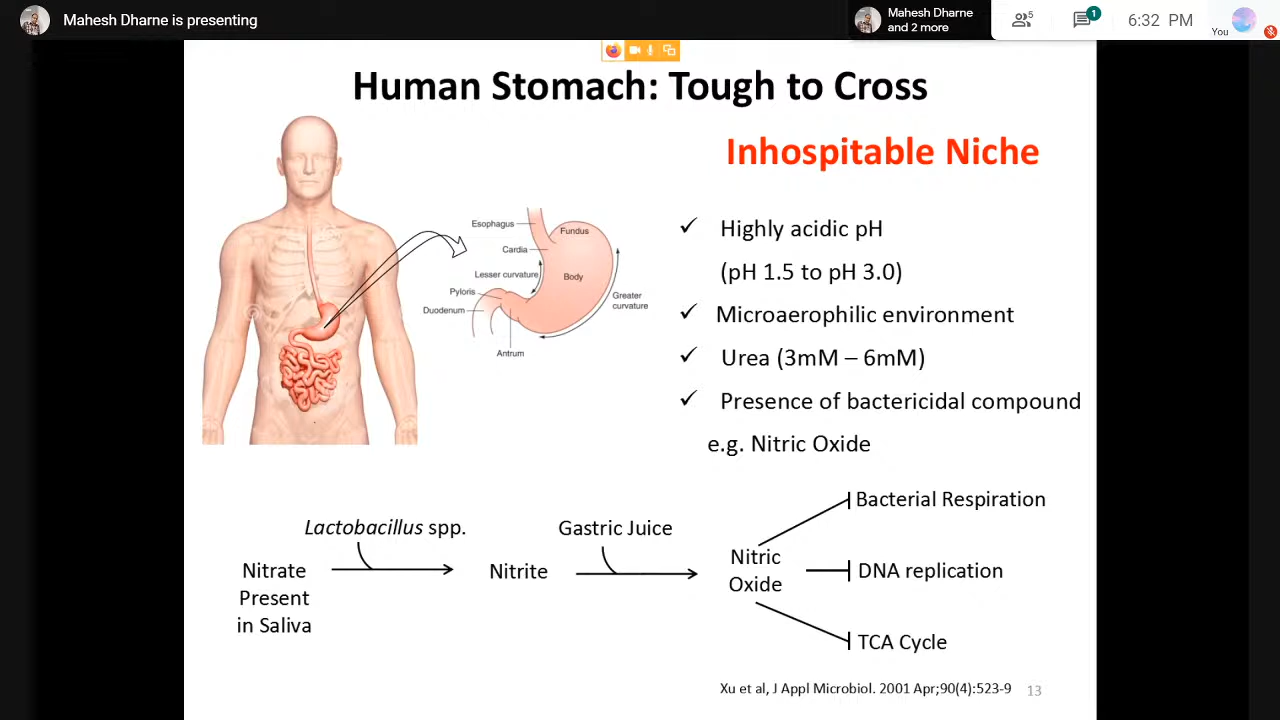 Mahesh Dharne is presenting
Mahesh Dharne
and 2 more
5
1
6:32 PM
You
Human Stomach: Tough to Cross
Inhospitable Niche
Esophagus
Fundus
Cardia
Lesser curvature
Body
Pyloris
Duodenum
Greater
curvature
Antrum
✓ Highly acidic pH
(pH 1.5 to pH 3.0)
✓ Microaerophilic environment
✓ Urea (3mM – 6mM)
✓ Presence of bactericidal compound
e.g. Nitric Oxide
Lactobacillus spp.
Gastric Juice
Nitrate
Present
in Saliva
Nitrite
Nitric
Oxide
Bacterial Respiration
DNA replication
TCA Cycle
Xu et al, J Appl Microbiol. 2001 Apr;90(4):523-9
13